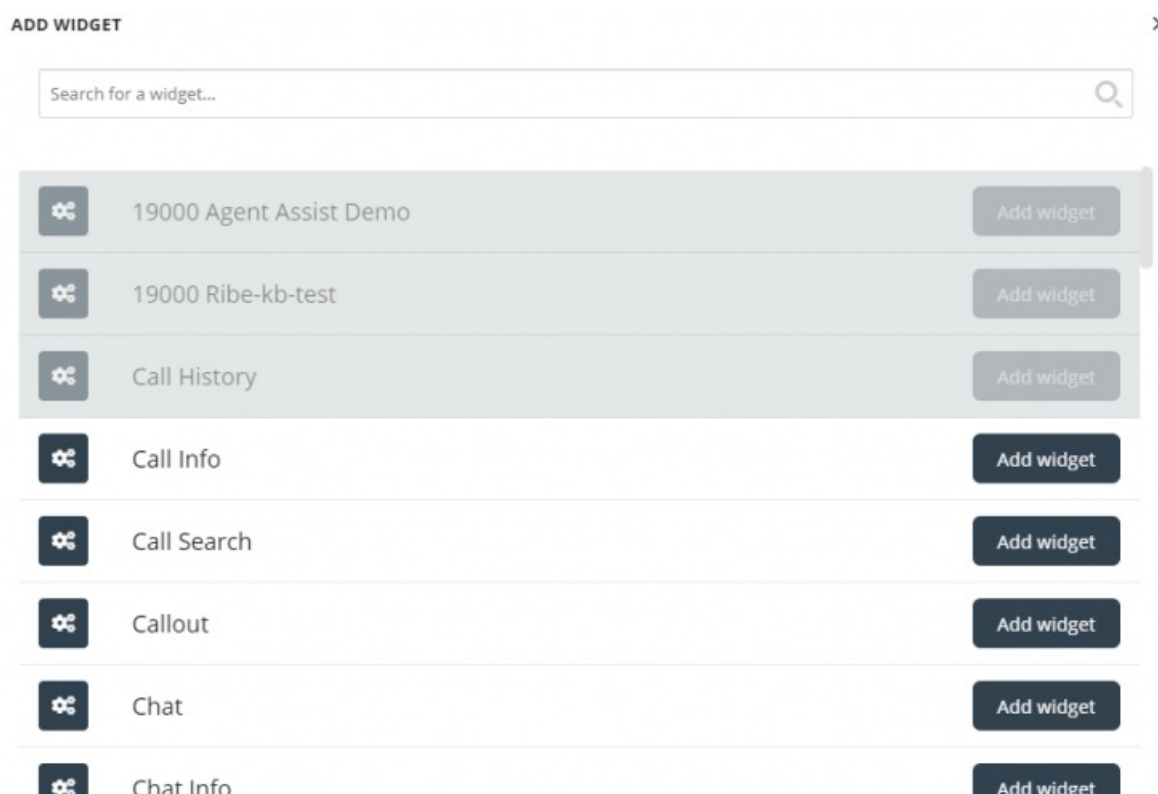 ADD WIDGET
Search for a widget...
19000 Agent Assist Demo Add widget
19000 Ribe-kb-test Add widget
Call History Add widget
Call Info Add widget
Call Search Add widget
Callout Add widget
Chat Add widget
Chat Info Add widget